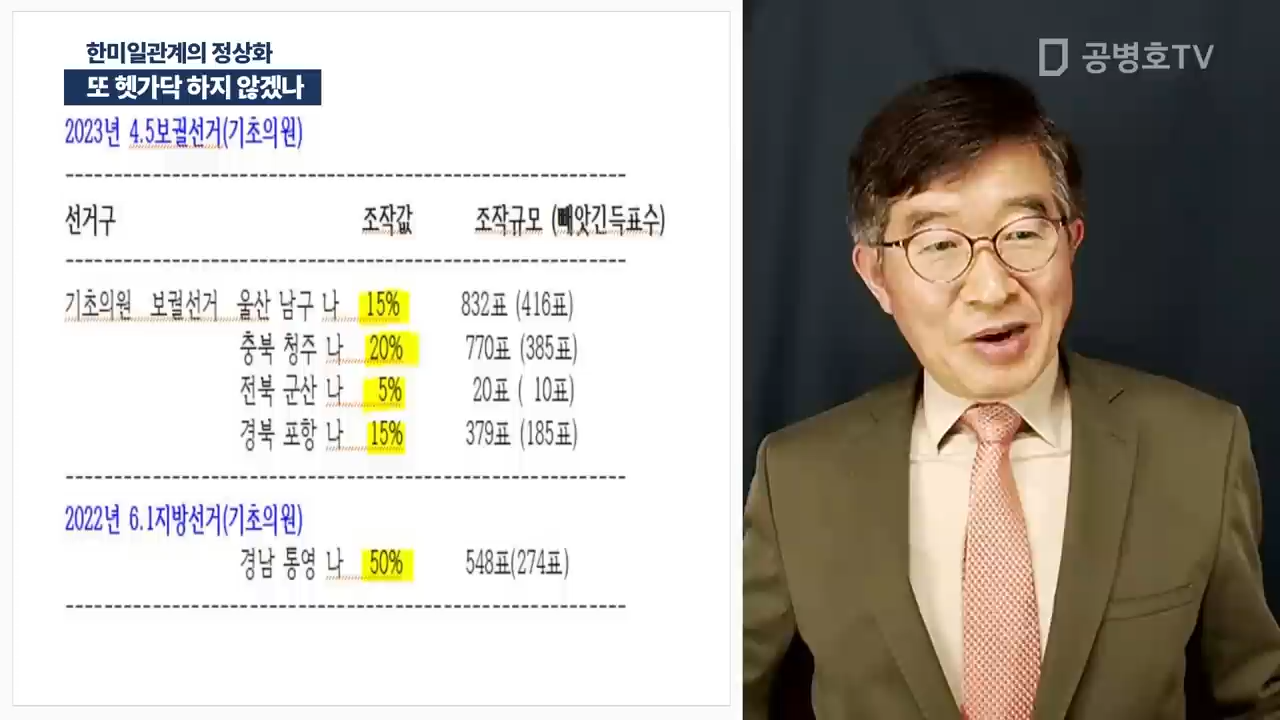 한미일관계의 정상화
또 헷가닥 하지 않겠나
공병호TV
2023년 4.5보궐선거(기초의원)
선거구 조작값 조작규모 (빼앗긴득표수)
기초의원 보궐선거 울산 남구 나 15% 832표 (416표)
충북 청주 나 20% 770표 (385표)
전북 군산 나 5% 20표 ( 10표)
경북 포항 나 15% 379표 (185표)
2022년 6.1지방선거(기초의원)
경남 통영 나 50% 548표(274표)